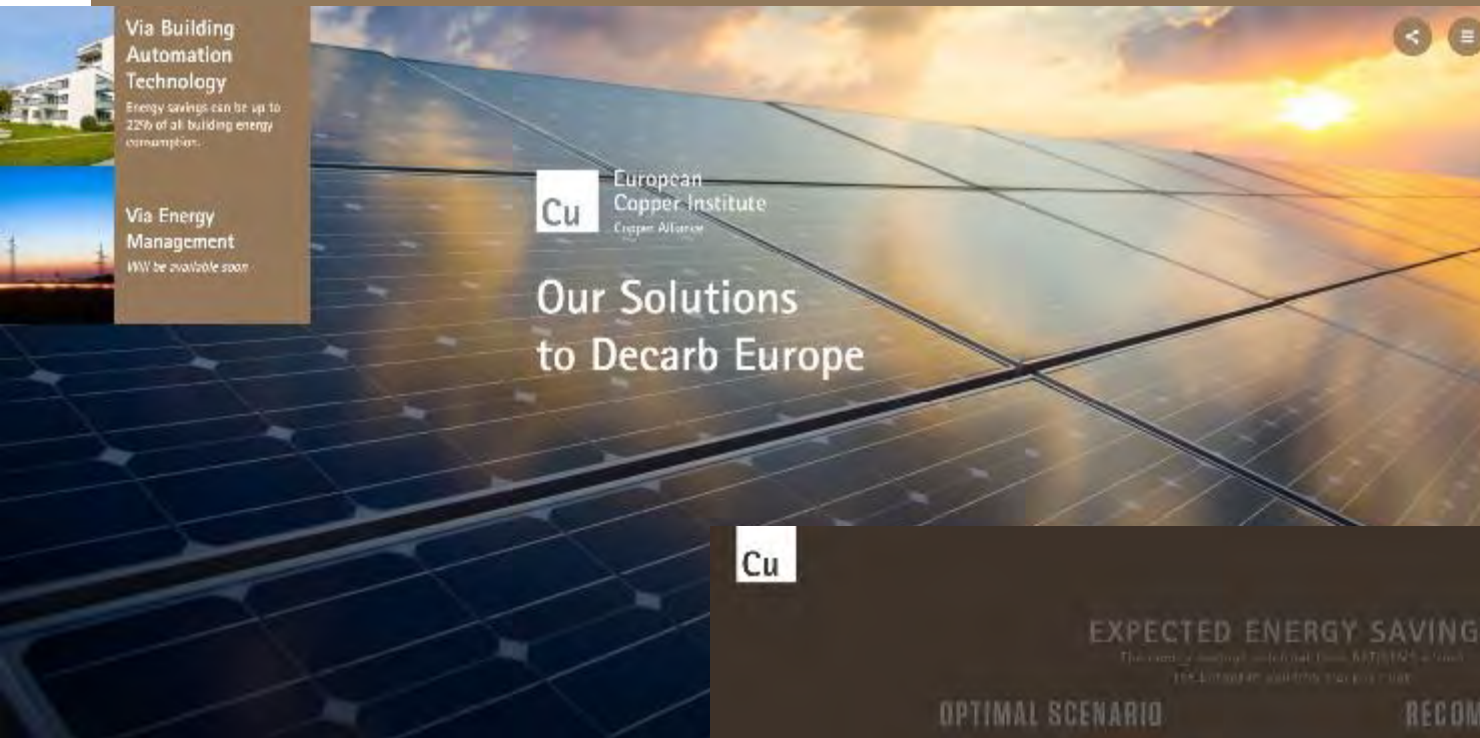 Via Building
Automation
Technology
Energy savings can be up to
22% of all building energy
consumption.
Via Energy
Management
Will be available soon
Cu
European
Copper Institute
Copper Alliance
Our Solutions
to Decarb Europe
Cu
EXPECTED ENERGY SAVING
OPTIMAL SCENARIO
RECOM